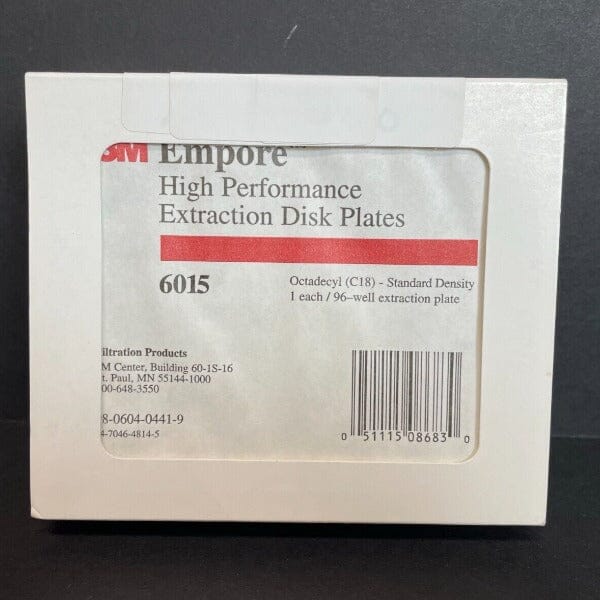 3M Empore™
High Performance
Extraction Disk Plates
6015
Octadecyl (C18) - Standard Density
1 each / 96–well extraction plate
iltration Products
M Center, Building 60-1S-16
t. Paul, MN 55144-1000
00-648-3550
8-0604-0441-9
4-7046-4814-5
0 51115 08683 0